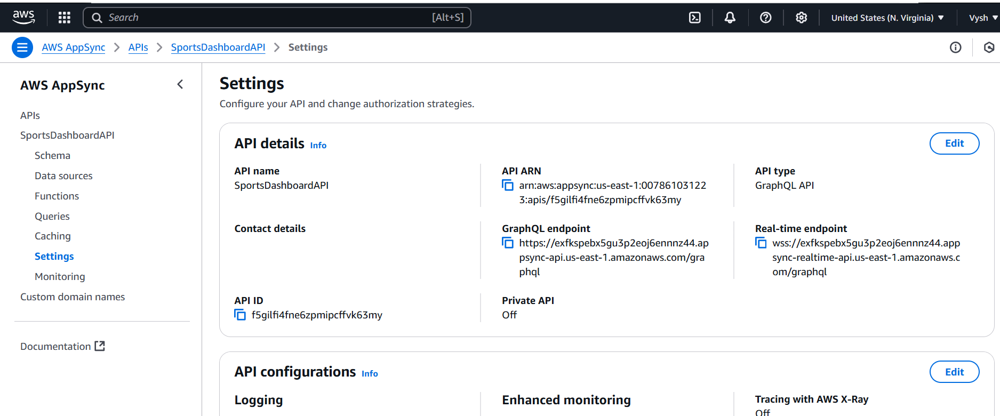 aws
Search [Alt+S]
United States (N. Virginia) Vysh
AWS AppSync > APIs > SportsDashboardAPI > Settings
AWS AppSync
APIs
SportsDashboardAPI
Schema
Data sources
Functions
Queries
Caching
Settings
Monitoring
Custom domain names
Documentation
Settings
Configure your API and change authorization strategies.
API details Info
Edit
API name
SportsDashboardAPI
API ARN
arn:aws:appsync:us-east-1:00786103122
3:apis/f5gilfi4fne6zpmipcffvk63my
API type
GraphQL API
Contact details
GraphQL endpoint
https://exfkspebx5gu3p2eoj6ennnz44.ap
psync-api.us-east-1.amazonaws.com/gra
phql
Real-time endpoint
wss://exfkspebx5gu3p2eoj6ennnz44.app
sync-realtime-api.us-east-1.amazonaws.c
om/graphql
API ID
f5gilfi4fne6zpmipcffvk63my
Private API
Off
API configurations Info
Edit
Logging
Enhanced monitoring
Tracing with AWS X-Ray
Off